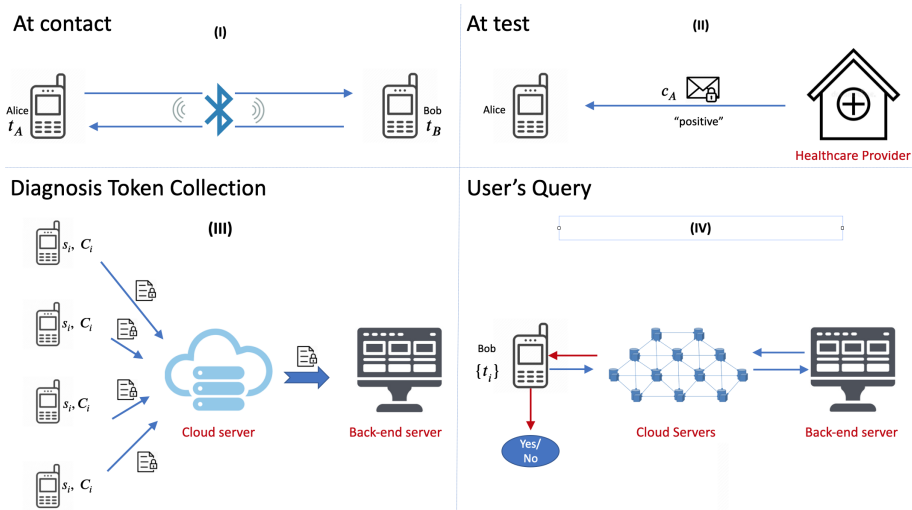 At contact
(I)
Alice
t_A
Bob
t_B
At test
(II)
Alice
c_A
“positive”
Healthcare Provider
Diagnosis Token Collection
(III)
s_i, C_i
s_i, C_i
s_i, C_i
s_i, C_i
Cloud server
Back-end server
User’s Query
(IV)
Bob
{t_i}
Yes/
No
Cloud Servers
Back-end server